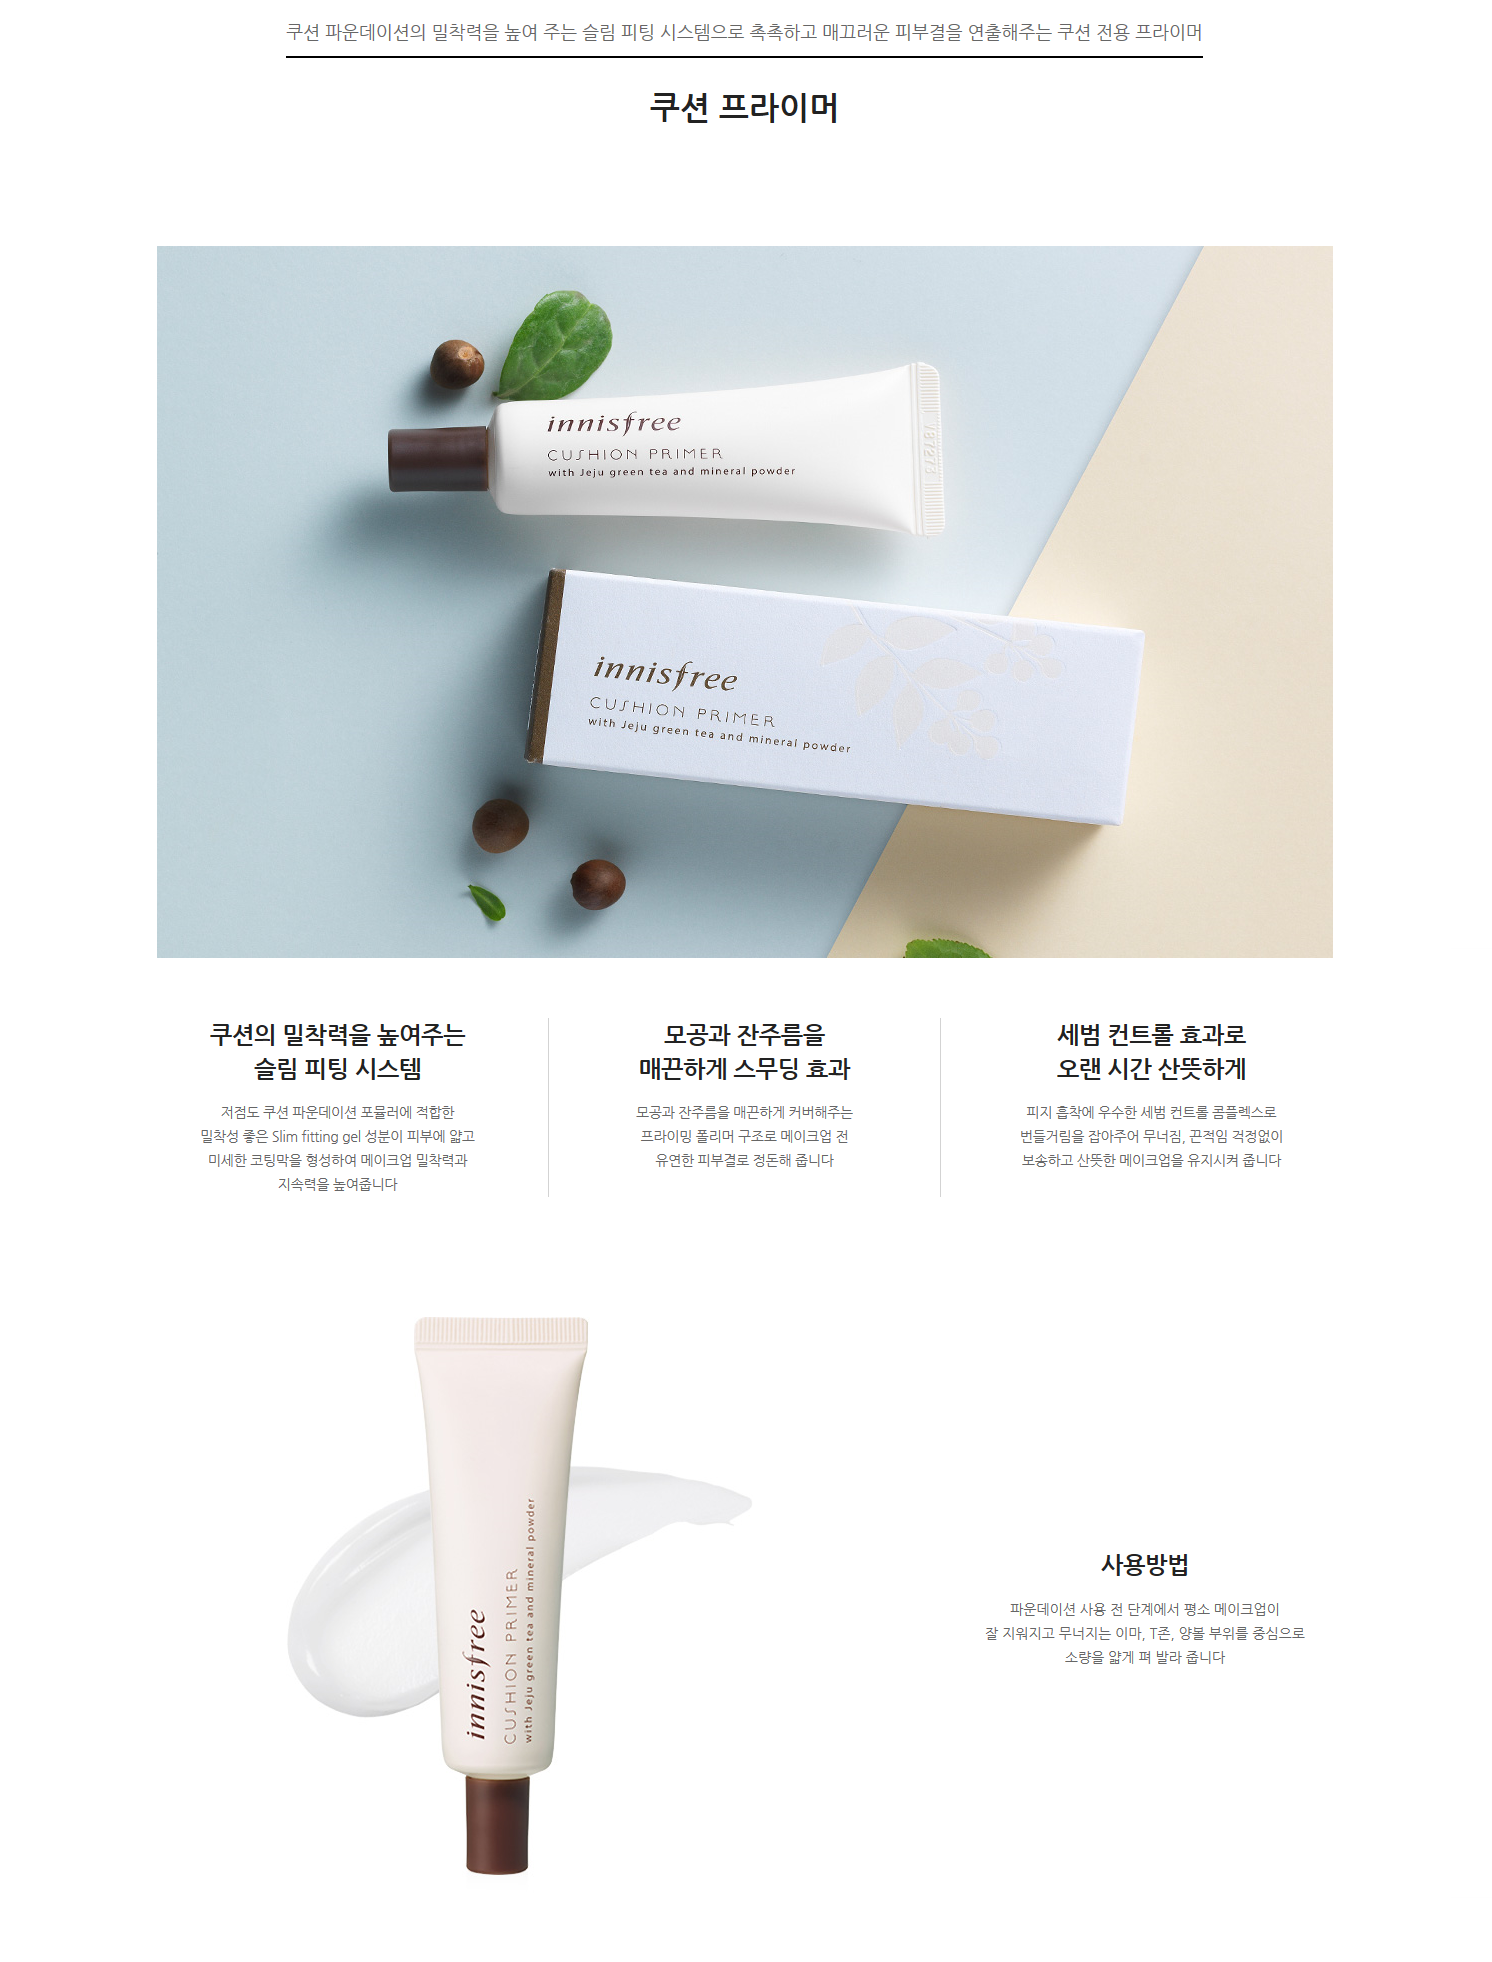 쿠션 파운데이션의 밀착력을 높여 주는 슬림 피팅 시스템으로 촉촉하고 매끄러운 피부결을 연출해주는 쿠션 전용 프라이머
쿠션 프라이머
innisfree
CUSHION PRIMER
with Jeju green tea and mineral powder
innisfree
CUSHION PRIMER
with Jeju green tea and mineral powder
쿠션의 밀착력을 높여주는
슬림 피팅 시스템
저점도 쿠션 파운데이션 포뮬러에 적합한
밀착성 좋은 Slim fitting gel 성분이 피부에 얇고
미세한 코팅막을 형성하여 메이크업 밀착력과
지속력을 높여줍니다
모공과 잔주름을
매끈하게 스무딩 효과
모공과 잔주름을 매끈하게 커버해주는
프라이밍 폴리머 구조로 메이크업 전
유연한 피부결로 정돈해 줍니다
세범 컨트롤 효과로
오랜 시간 산뜻하게
피지 흡착에 우수한 세범 컨트롤 콤플렉스로
번들거림을 잡아주어 무너짐, 끈적임 걱정없이
보송하고 산뜻한 메이크업을 유지시켜 줍니다
innisfree
CUSHION PRIMER
with Jeju green tea and mineral powder
사용방법
파운데이션 사용 전 단계에서 평소 메이크업이
잘 지워지고 무너지는 이마, T존, 양볼 부위를 중심으로
소량을 얇게 펴 발라 줍니다